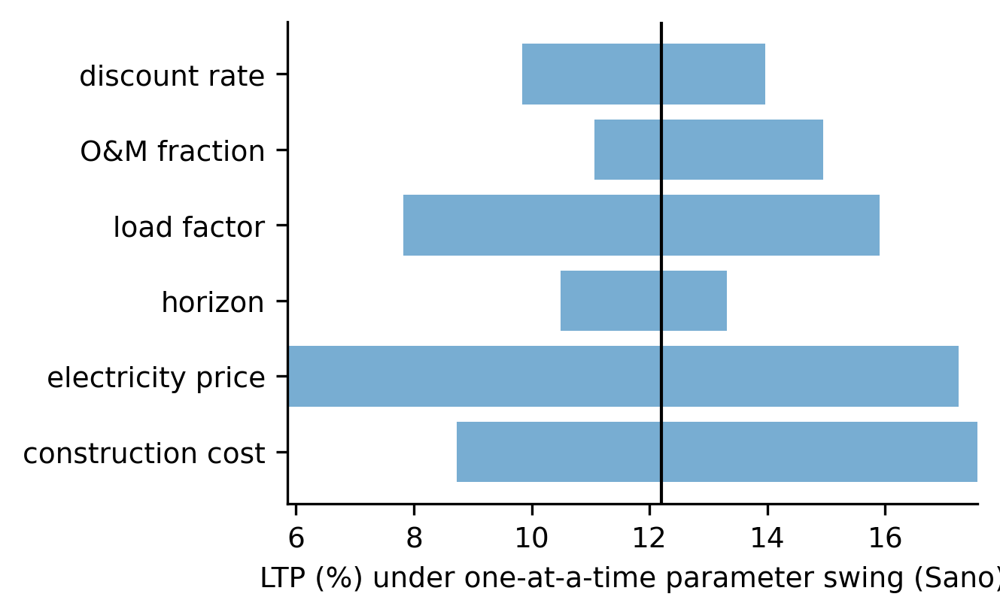 discount rate
O&M fraction
load factor
horizon
electricity price
construction cost
6 8 10 12 14 16
LTP (%) under one-at-a-time parameter swing (Sano)